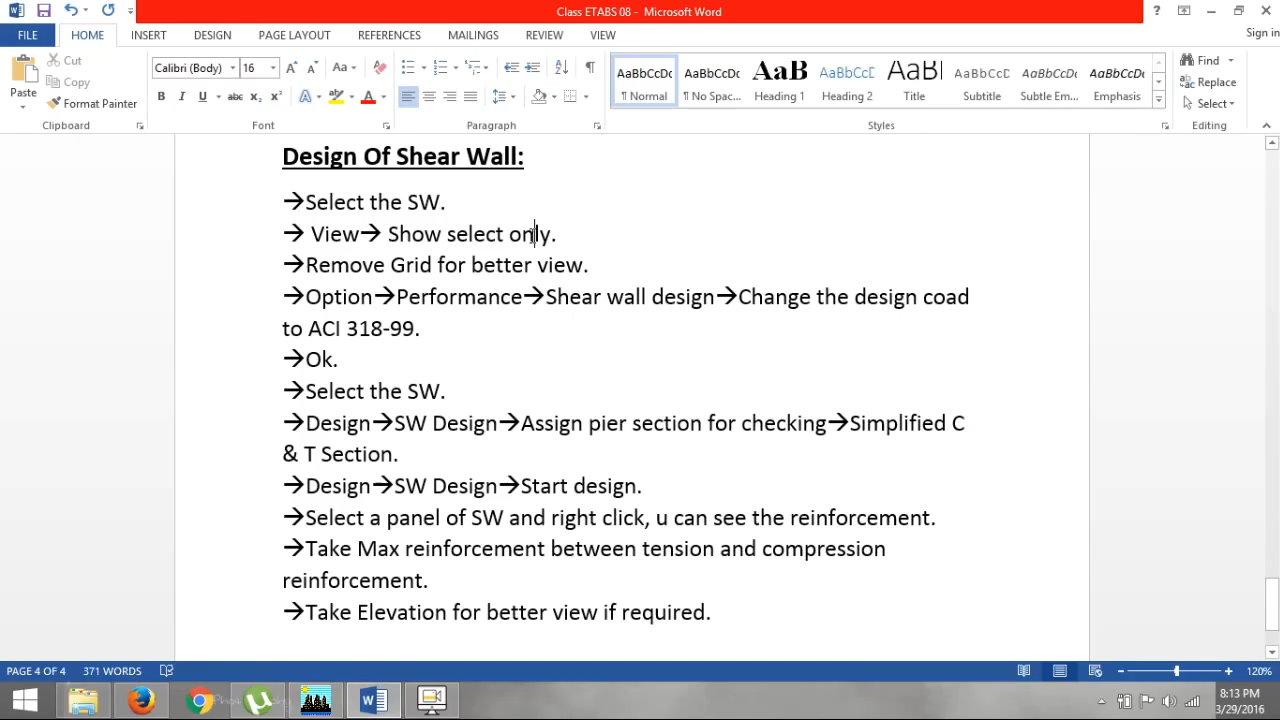 Class ETABS 08 - Microsoft Word
FILE HOME INSERT DESIGN PAGE LAYOUT REFERENCES MAILINGS REVIEW VIEW Sign in
Paste Cut Copy Format Painter
Calibri (Body) 16
AaBbCcDc AaBbCcDc AaB AaBbCcD AaB AaBbCcD AaBbCcDc AaBbCcDc
¶ Normal ¶ No Spac... Heading 1 Heading 2 Title Subtitle Subtle Em... Emphasis
Find Replace Select
Clipboard Font Paragraph Styles Editing
Design Of Shear Wall:
→Select the SW.
→ View→ Show select only.
→Remove Grid for better view.
→Option→Performance→Shear wall design→Change the design coad
to ACI 318-99.
→Ok.
→Select the SW.
→Design→SW Design→Assign pier section for checking→Simplified C
& T Section.
→Design→SW Design→Start design.
→Select a panel of SW and right click, u can see the reinforcement.
→Take Max reinforcement between tension and compression
reinforcement.
→Take Elevation for better view if required.
PAGE 4 OF 4 371 WORDS 120%
8:13 PM
3/29/2016